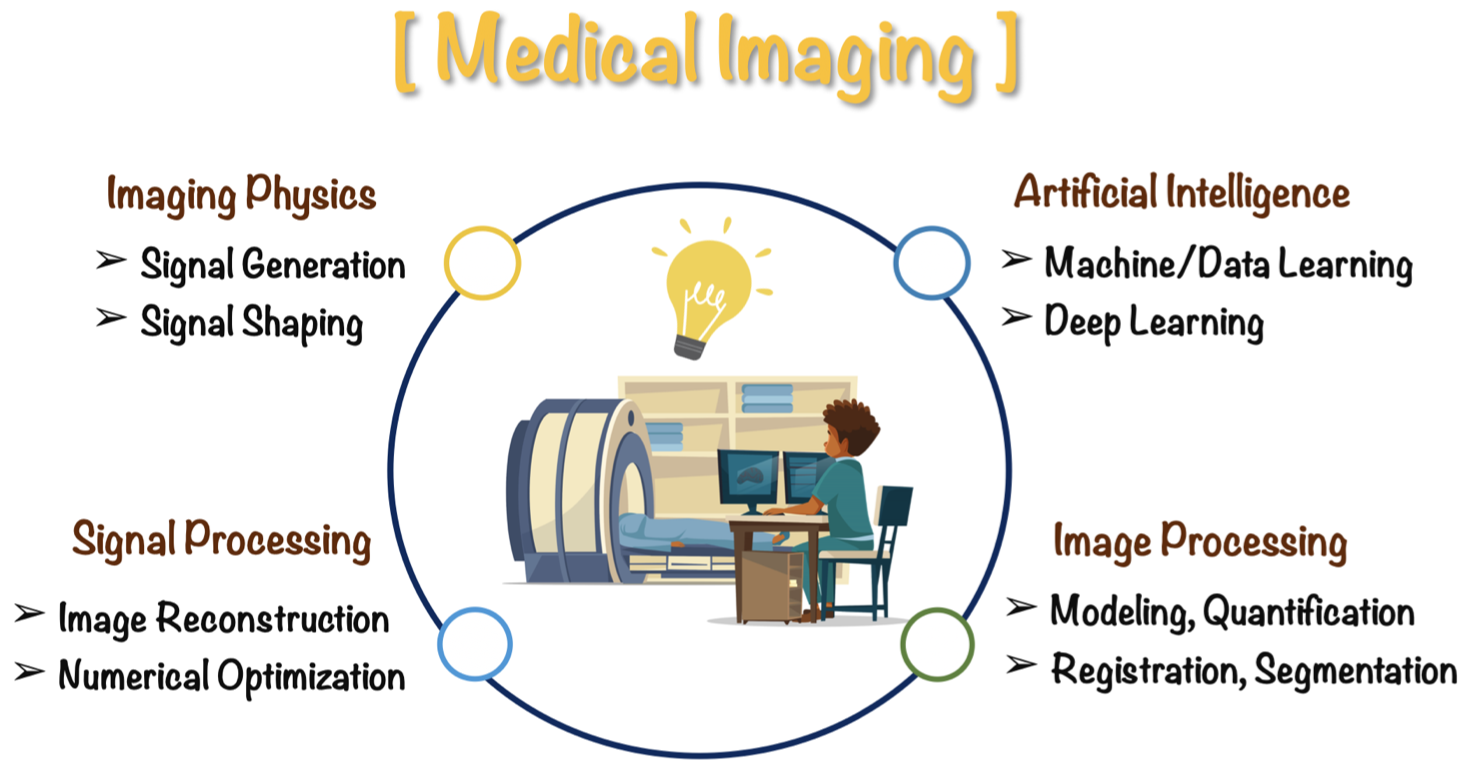 [ Medical Imaging ]
Imaging Physics
➢ Signal Generation
➢ Signal Shaping
Artificial Intelligence
➢ Machine/Data Learning
➢ Deep Learning
Signal Processing
➢ Image Reconstruction
➢ Numerical Optimization
Image Processing
➢ Modeling, Quantification
➢ Registration, Segmentation